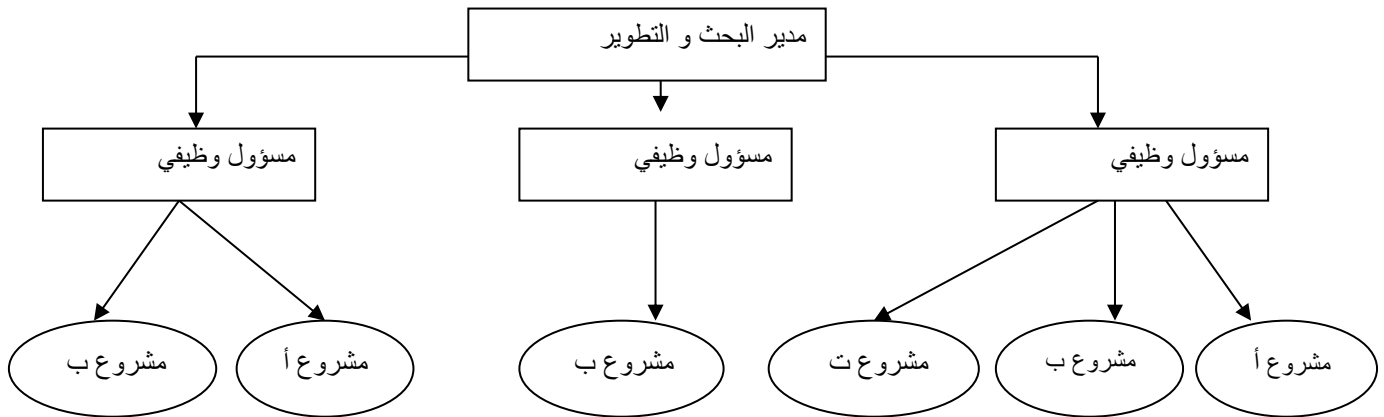 مدير البحث و التطوير
مسؤول وظيفي
مسؤول وظيفي
مسؤول وظيفي
مشروع أ
مشروع ب
مشروع ت
مشروع ب
مشروع أ
مشروع ب